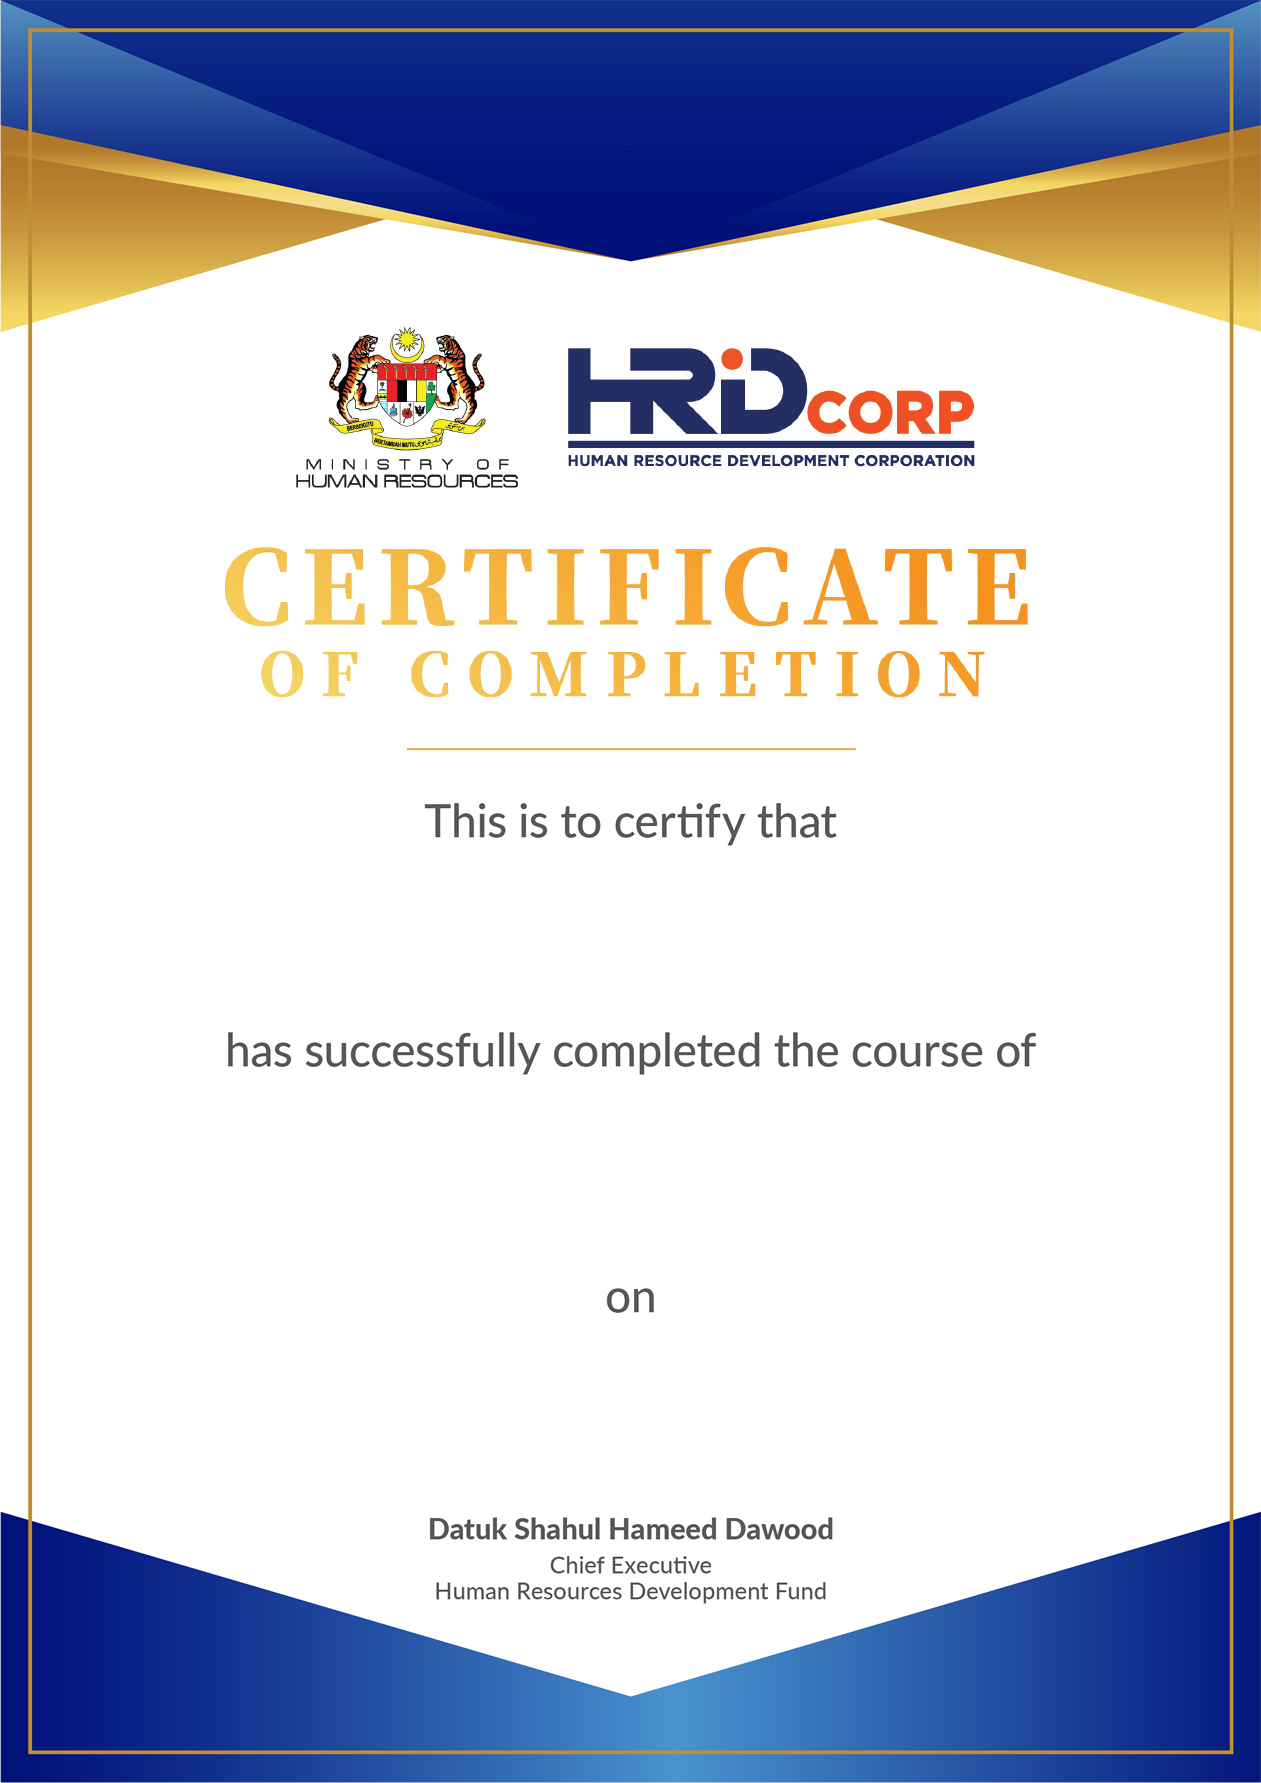 BERSEKUTU
BERTAMBAH MUTU
MINISTRY OF
HUMAN RESOURCES
HRD CORP
HUMAN RESOURCE DEVELOPMENT CORPORATION
CERTIFICATE
OF COMPLETION
This is to certify that
has successfully completed the course of
on
Datuk Shahul Hameed Dawood
Chief Executive
Human Resources Development Fund